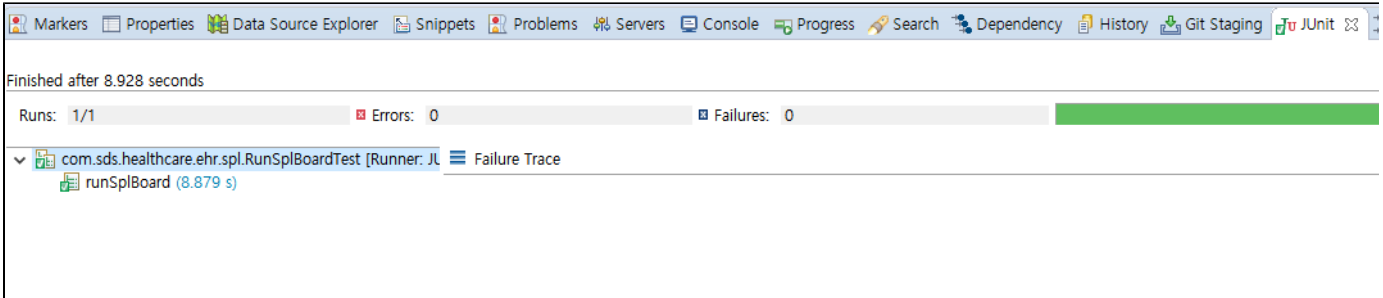 Markers Properties Data Source Explorer Snippets Problems Servers Console Progress Search Dependency History Git Staging JUnit
Finished after 8.928 seconds
Runs: 1/1 Errors: 0 Failures: 0
com.sds.healthcare.ehr.spl.RunSplBoardTest [Runner: JU Failure Trace
runSplBoard (8.879 s)